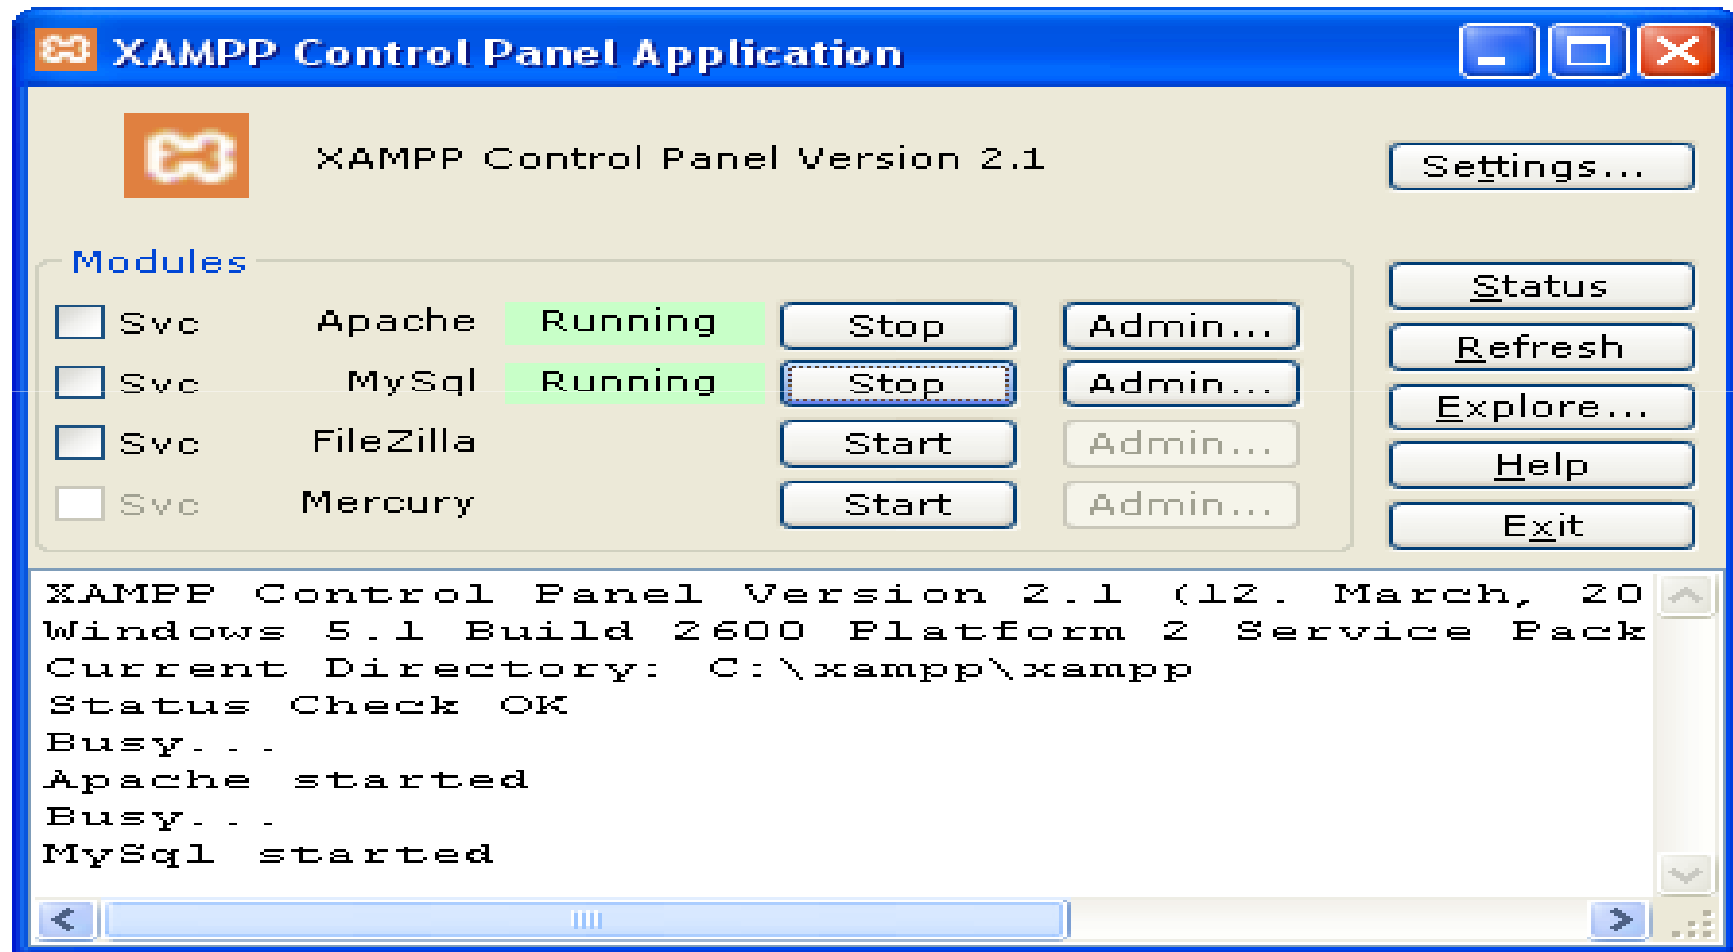 XAMPP Control Panel Application
XAMPP Control Panel Version 2.1
Settings...
Modules
Svc Apache Running Stop Admin...
Svc MySql Running Stop Admin...
Svc FileZilla Start Admin...
Svc Mercury Start Admin...
Status
Refresh
Explore...
Help
Exit
XAMPP Control Panel Version 2.1 (12. March, 20
Windows 5.1 Build 2600 Platform 2 Service Pack
Current Directory: C:\xampp\xampp
Status Check OK
Busy...
Apache started
Busy...
MySql started